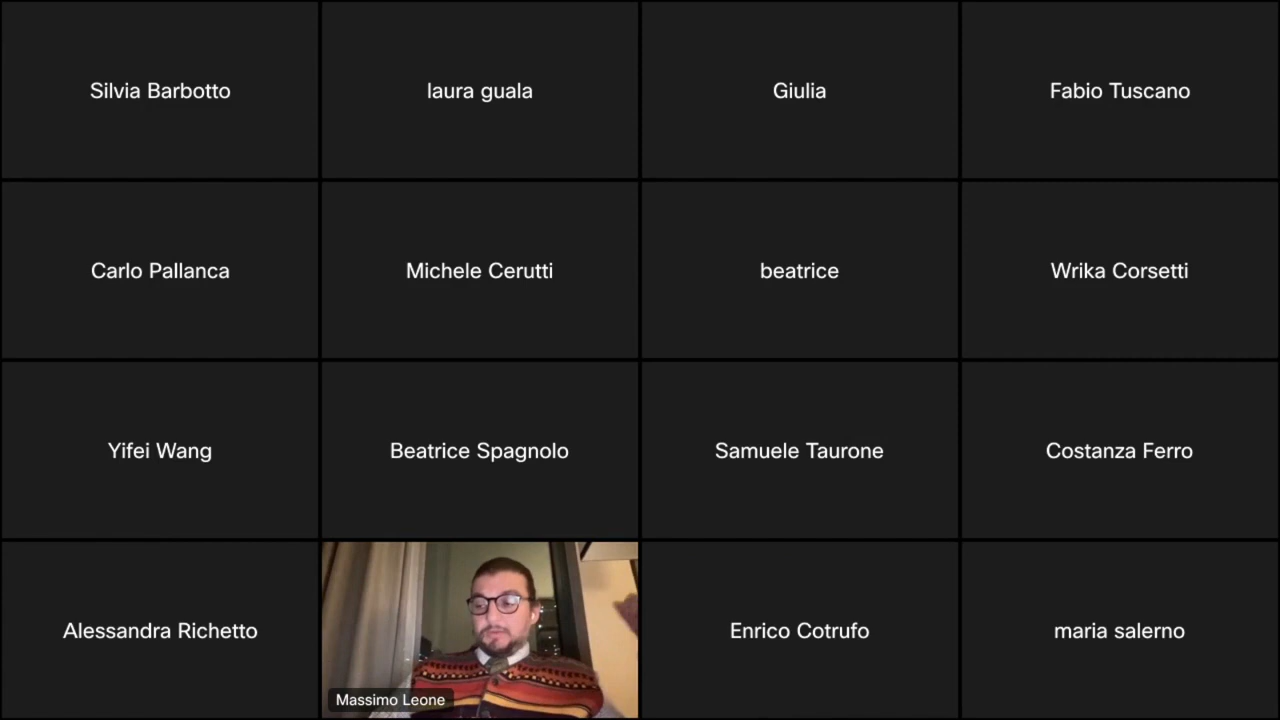 Silvia Barbotto
laura guala
Giulia
Fabio Tuscano
Carlo Pallanca
Michele Cerutti
beatrice
Wrika Corsetti
Yifei Wang
Beatrice Spagnolo
Samuele Taurone
Costanza Ferro
Alessandra Richetto
Massimo Leone
Enrico Cotrufo
maria salerno